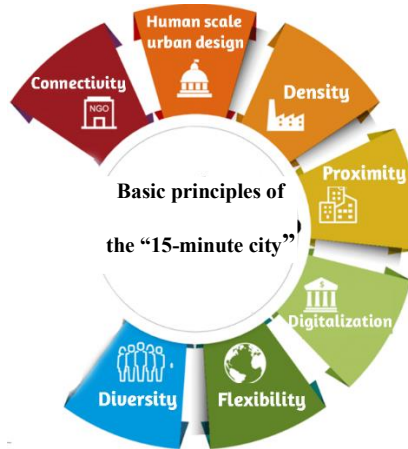 Human scale
urban design
Connectivity
NGO
Density
Proximity
$
Digitalization
Flexibility
Diversity
Basic principles of
the “15-minute city”